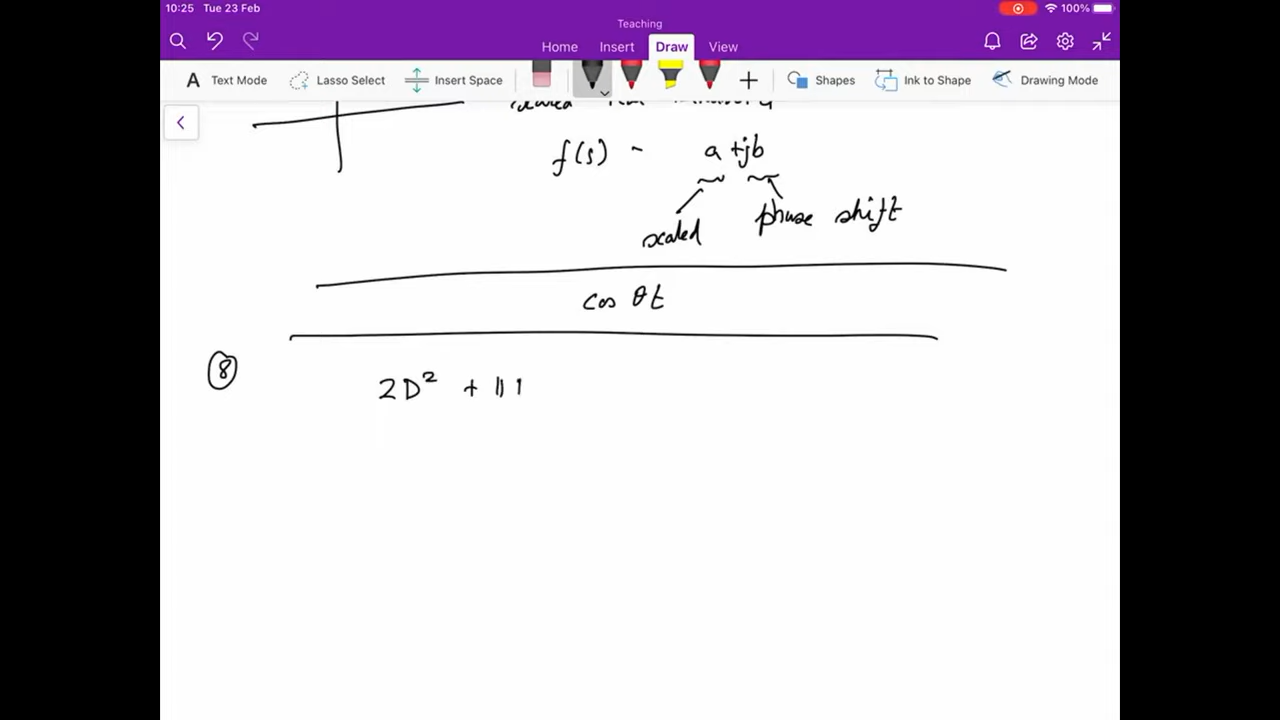 10:25 Tue 23 Feb 100%
Teaching
Home Insert Draw View
A Text Mode Lasso Select Insert Space + Shapes Ink to Shape Drawing Mode
f(s) - a + jb
scaled phase shift
cos θt
⑧ 2D² + 11